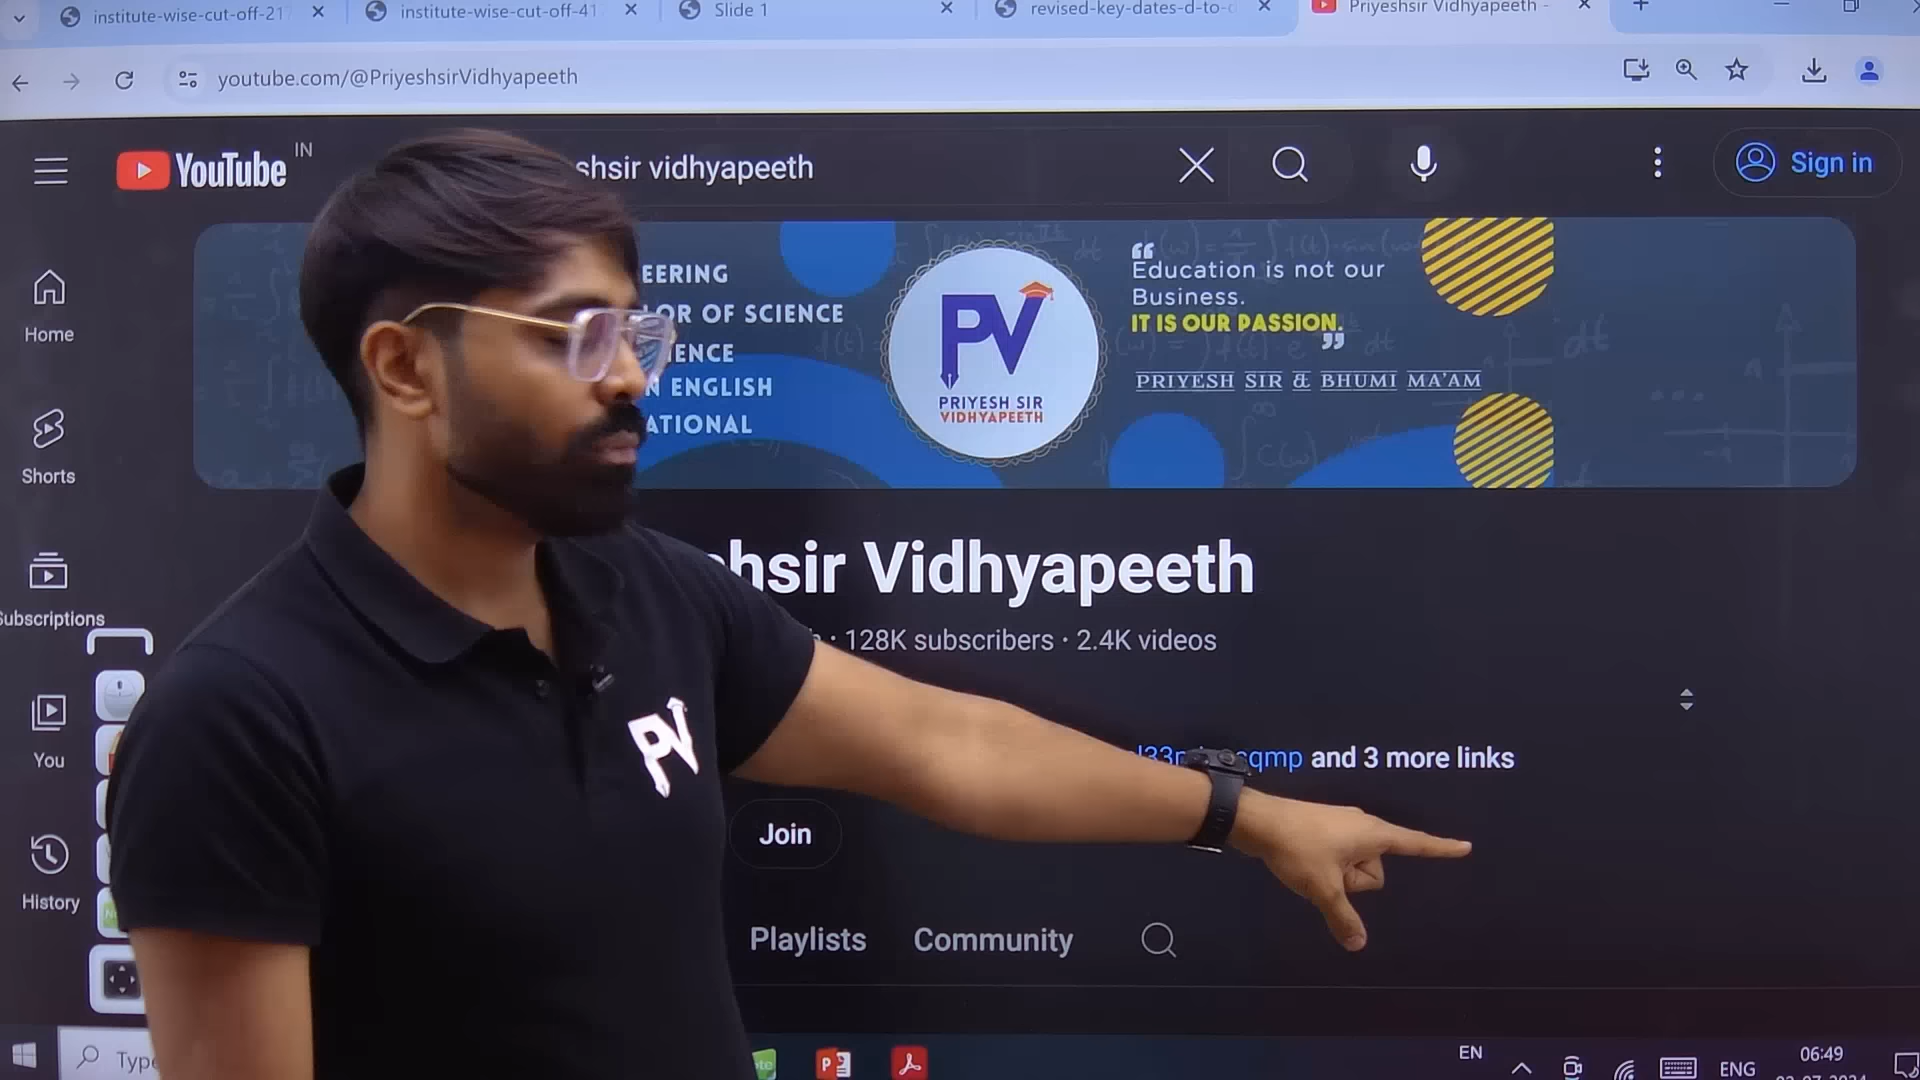 institute-wise-cut-off-21
institute-wise-cut-off-41
Slide 1
revised-key-dates-d-to-d
Priyeshsir Vidhyapeeth -
youtube.com/@PriyeshsirVidhyapeeth
YouTube IN
shsir vidhyapeeth
Sign in
EERING
OR OF SCIENCE
IENCE
N ENGLISH
ATIONAL
PV
PRIYESH SIR
VIDHYAPEETH
“
Education is not our
Business.
IT IS OUR PASSION.
”
PRIYESH SIR & BHUMI MA'AM
Home
Shorts
Subscriptions
You
History
hsir Vidhyapeeth
· 128K subscribers · 2.4K videos
qmp and 3 more links
PV
Join
Playlists
Community
Type
EN
ENG
06:49